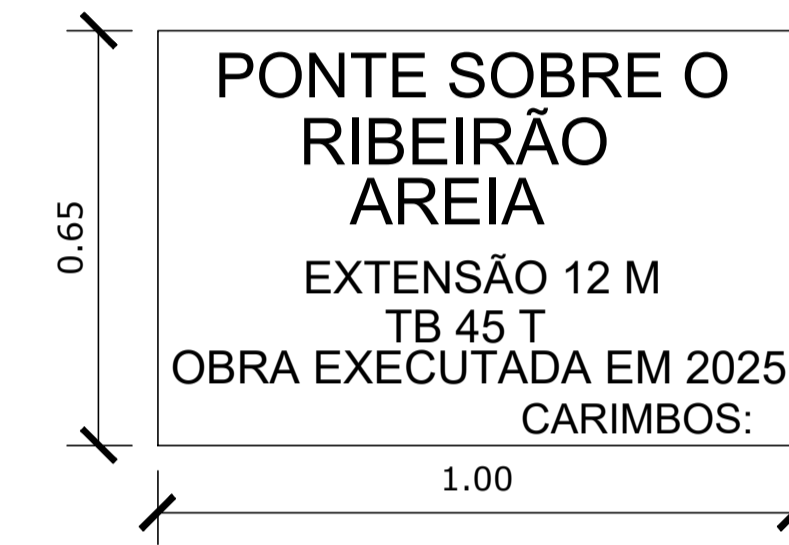 PONTE SOBRE O
RIBEIRÃO
AREIA
0.65
EXTENSÃO 12 M
TB 45 T
OBRA EXECUTADA EM 2025
CARIMBOS:
1.00